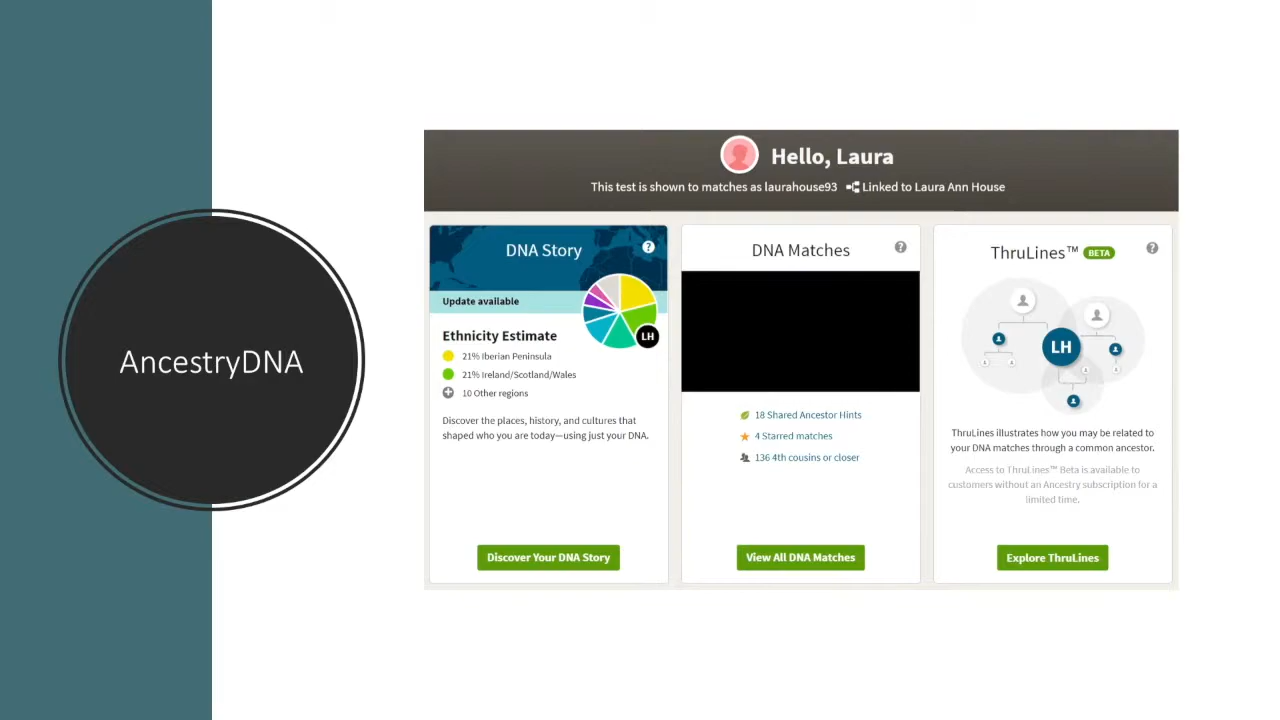 AncestryDNA
Hello, Laura
This test is shown to matches as laurahouse93 Linked to Laura Ann House
DNA Story ?
Update available
LH
Ethnicity Estimate
21% Iberian Peninsula
21% Ireland/Scotland/Wales
10 Other regions
Discover the places, history, and cultures that
shaped who you are today—using just your DNA.
Discover Your DNA Story
DNA Matches ?
18 Shared Ancestor Hints
4 Starred matches
136 4th cousins or closer
View All DNA Matches
ThruLines™ BETA ?
LH
ThruLines illustrates how you may be related to
your DNA matches through a common ancestor.
Access to ThruLines™ Beta is available to
customers without an Ancestry subscription for a
limited time.
Explore ThruLines